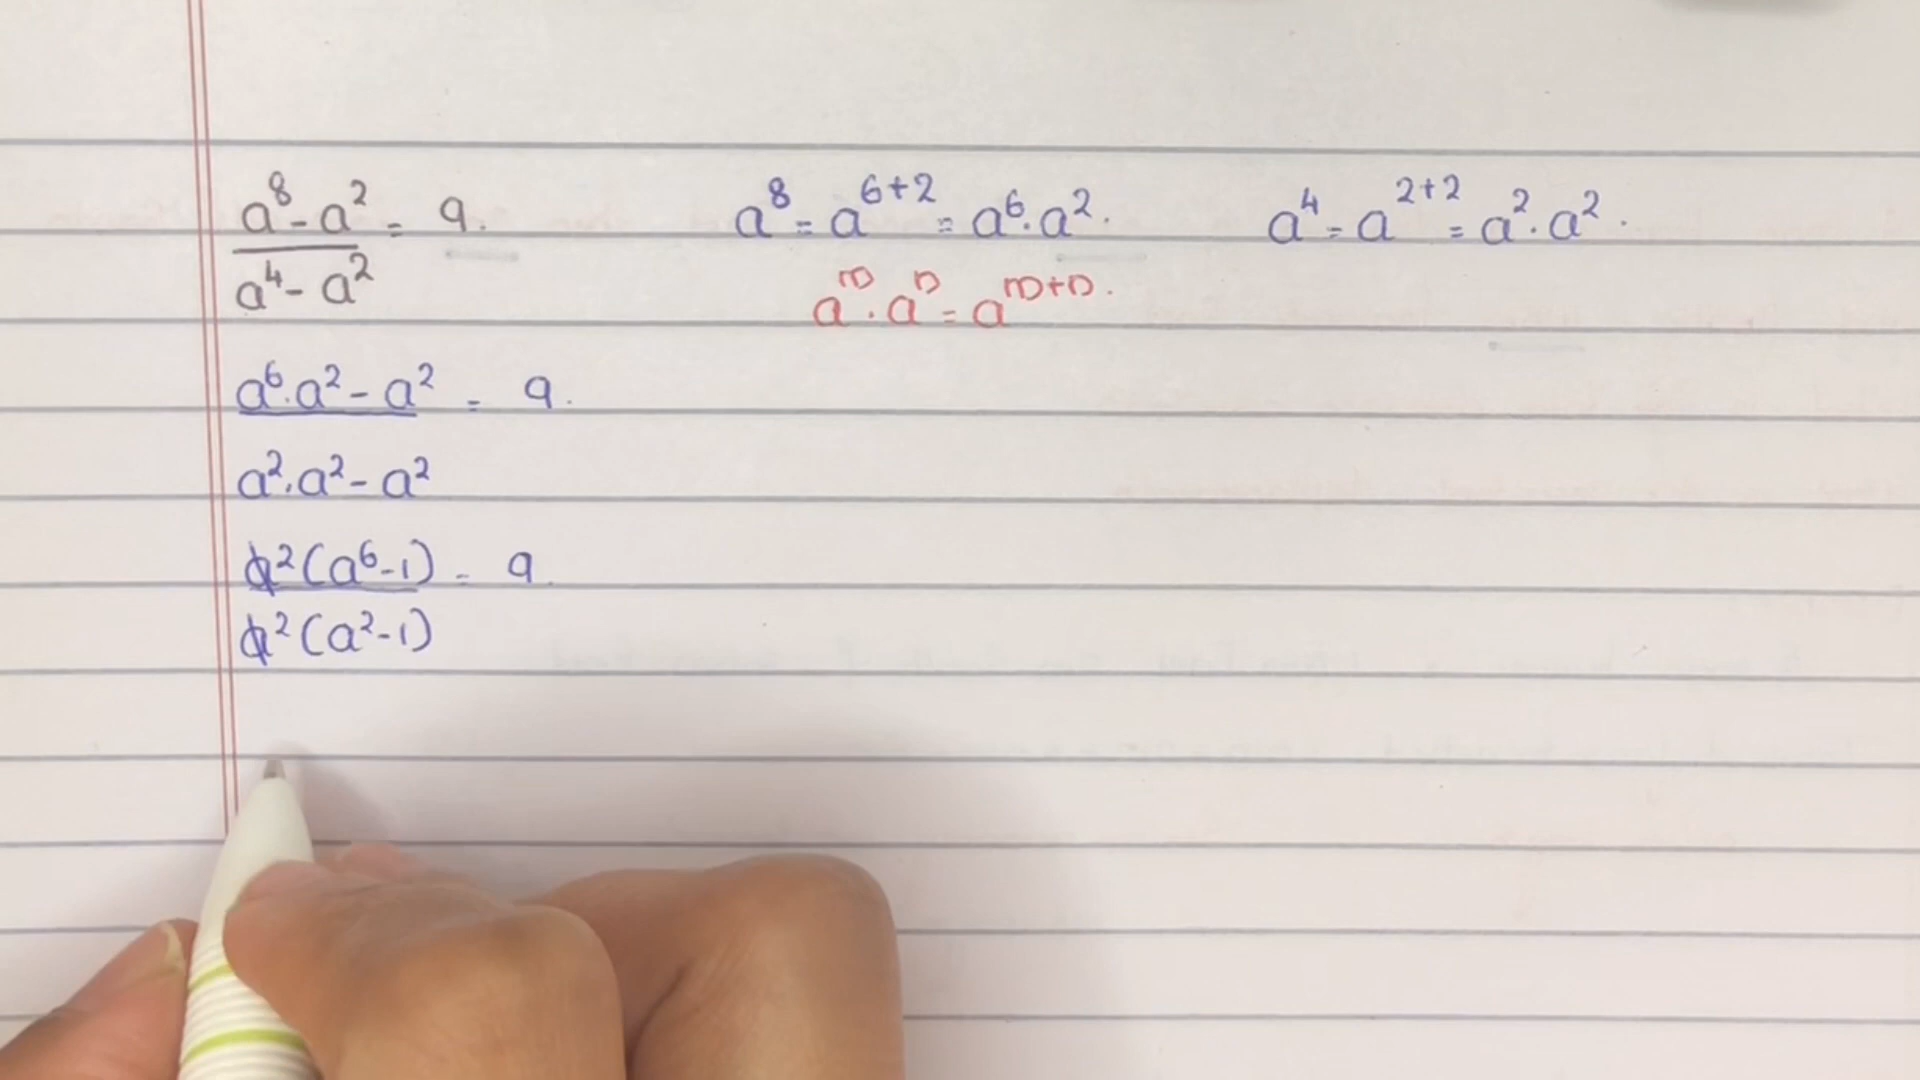 a⁸ - a² = 9.        a⁸ = a⁶⁺² = a⁶ · a².        a⁴ = a²⁺² = a² · a².
a⁴ - a²
aᵐ · aⁿ = aᵐ⁺ⁿ.
a⁶ · a² - a² = 9.
a² · a² - a²
a²(a⁶ - 1) = 9.
a²(a² - 1)